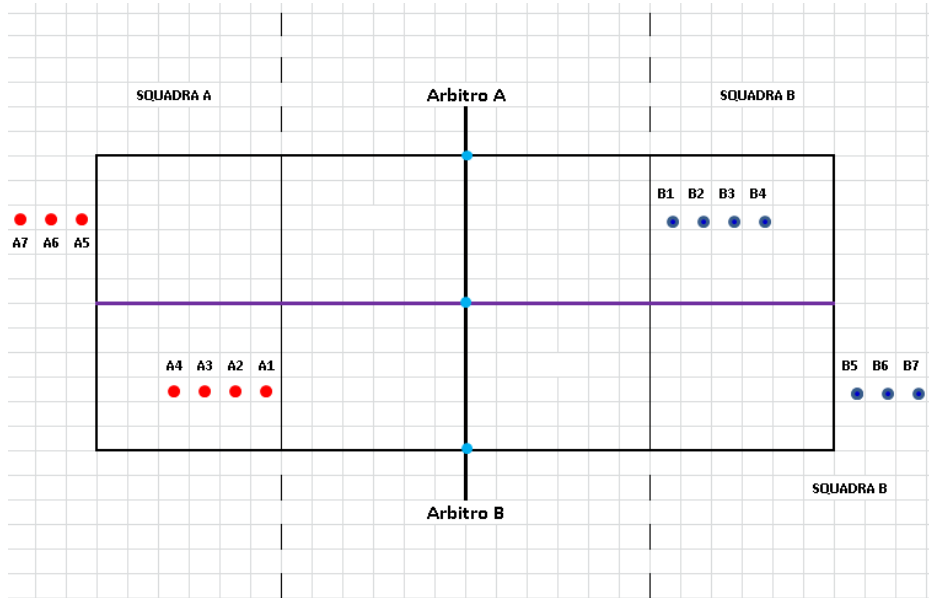 SQUADRA A
Arbitro A
SQUADRA B
B1 B2 B3 B4
A7 A6 A5
A4 A3 A2 A1
B5 B6 B7
SQUADRA B
Arbitro B